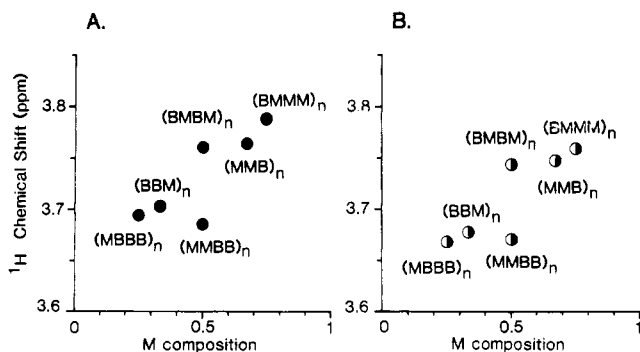 A.
B.
¹H Chemical Shift (ppm)
3.8
3.7
3.6
(BMMM)n
(BMBM)n
(MMB)n
(BBM)n
(MBBB)n
(MMBB)n
0
0.5
1
M composition
3.8
3.7
3.6
(BMMM)n
(BMBM)n
(MMB)n
(BBM)n
(MBBB)n
(MMBB)n
0
0.5
1
M composition